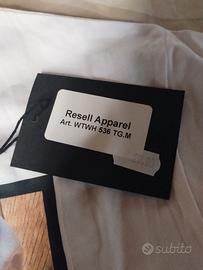 Resell Apparel
Art. WTWH 536 TG.M
subito